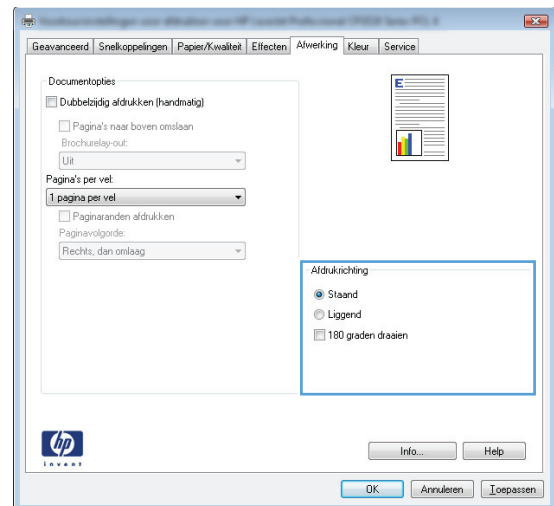 Geavanceerd Snelkoppelingen Papier/Kwaliteit Effecten Afwerking Kleur Service
Documentopties
Dubbelzijdig afdrukken (handmatig)
Pagina's naar boven omslaan
Brochurelay-out:
Uit
Pagina's per vel:
1 pagina per vel
Paginaranden afdrukken
Paginavolgorde:
Rechts, dan omlaag
E
Afdrukrichting
Staand
Liggend
180 graden draaien
hp
invent
Info... Help
OK Annuleren Toepassen